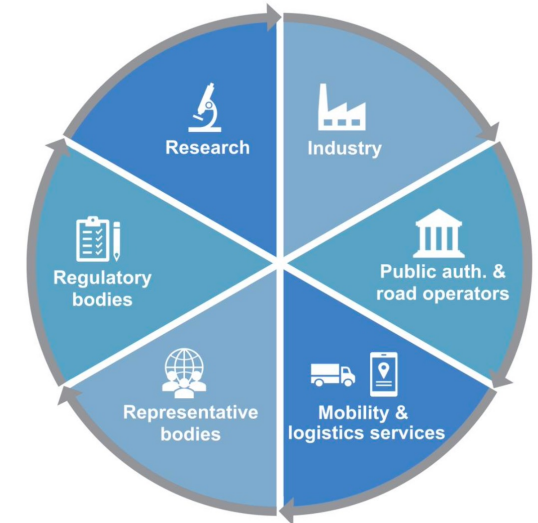 Research
Industry
Public auth. &
road operators
Mobility &
logistics services
Representative
bodies
Regulatory
bodies